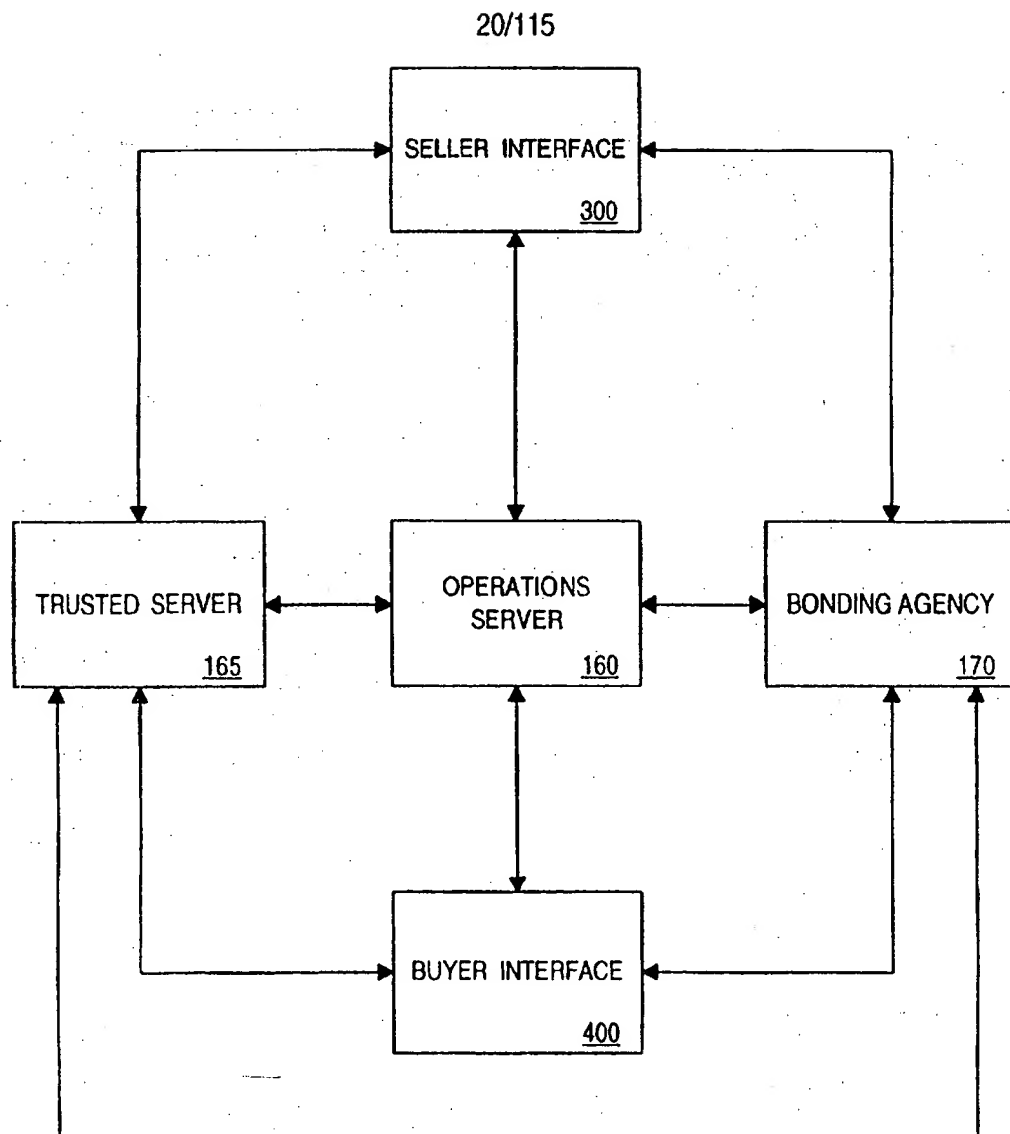 20/115
SELLER INTERFACE
300
TRUSTED SERVER
165
OPERATIONS
SERVER
160
BONDING AGENCY
170
BUYER INTERFACE
400